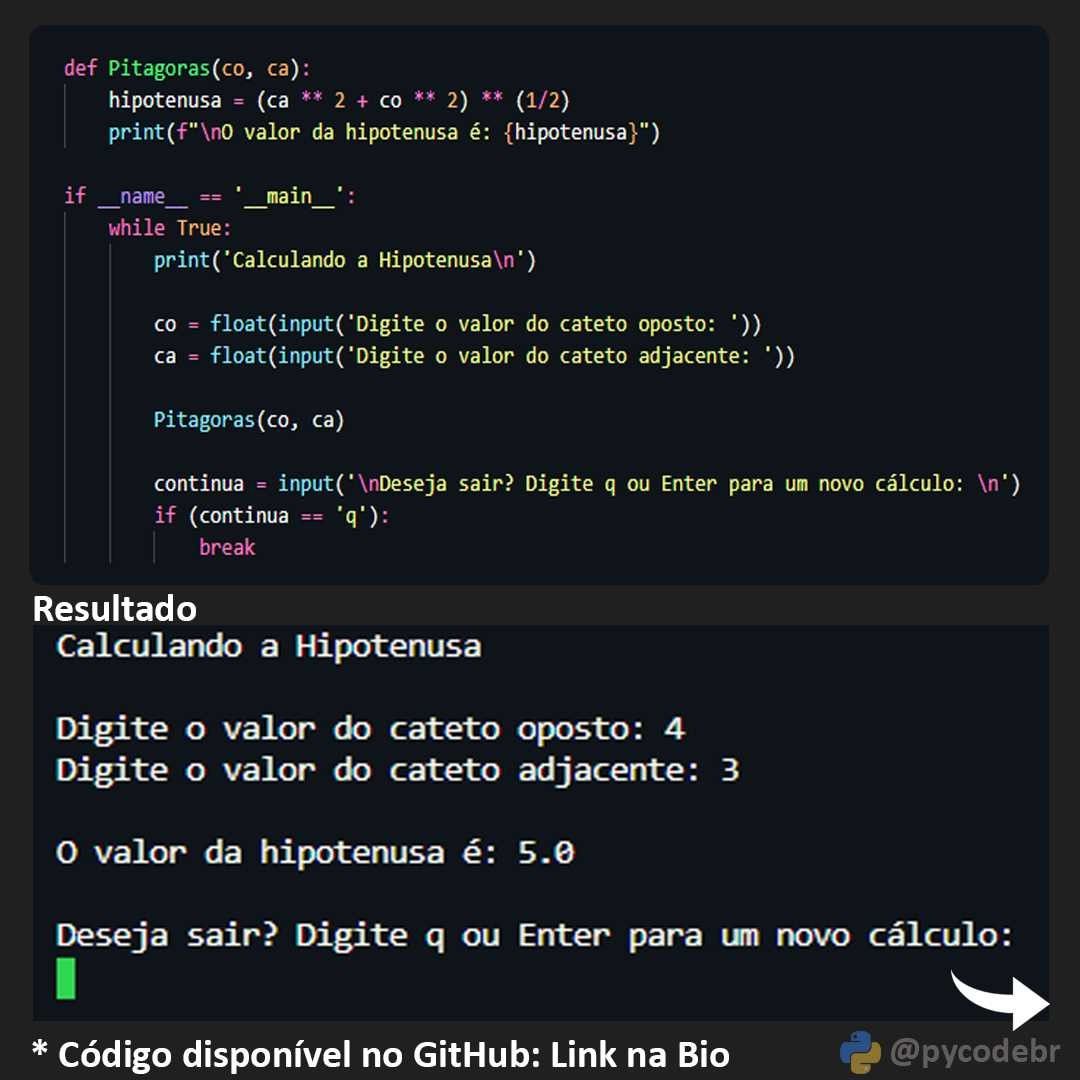 def Pitagoras(co, ca):
    hipotenusa = (ca ** 2 + co ** 2) ** (1/2)
    print(f"\nO valor da hipotenusa é: {hipotenusa}")
if __name__ == '__main__':
    while True:
        print('Calculando a Hipotenusa\n')
        co = float(input('Digite o valor do cateto oposto: '))
        ca = float(input('Digite o valor do cateto adjacente: '))
        Pitagoras(co, ca)
        continua = input('\nDeseja sair? Digite q ou Enter para um novo cálculo: \n')
        if (continua == 'q'):
            break
Resultado
Calculando a Hipotenusa
Digite o valor do cateto oposto: 4
Digite o valor do cateto adjacente: 3
O valor da hipotenusa é: 5.0
Deseja sair? Digite q ou Enter para um novo cálculo:
* Código disponível no GitHub: Link na Bio
@pycodebr